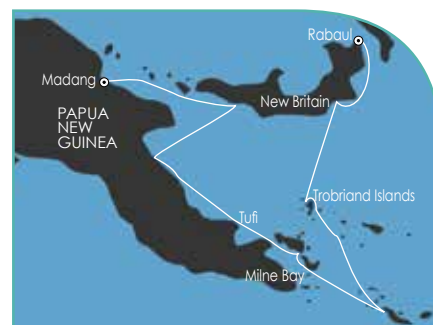 Rabaul
Madang
New Britain
PAPUA
NEW
GUINEA
Trobriand Islands
Tufi
Milne Bay